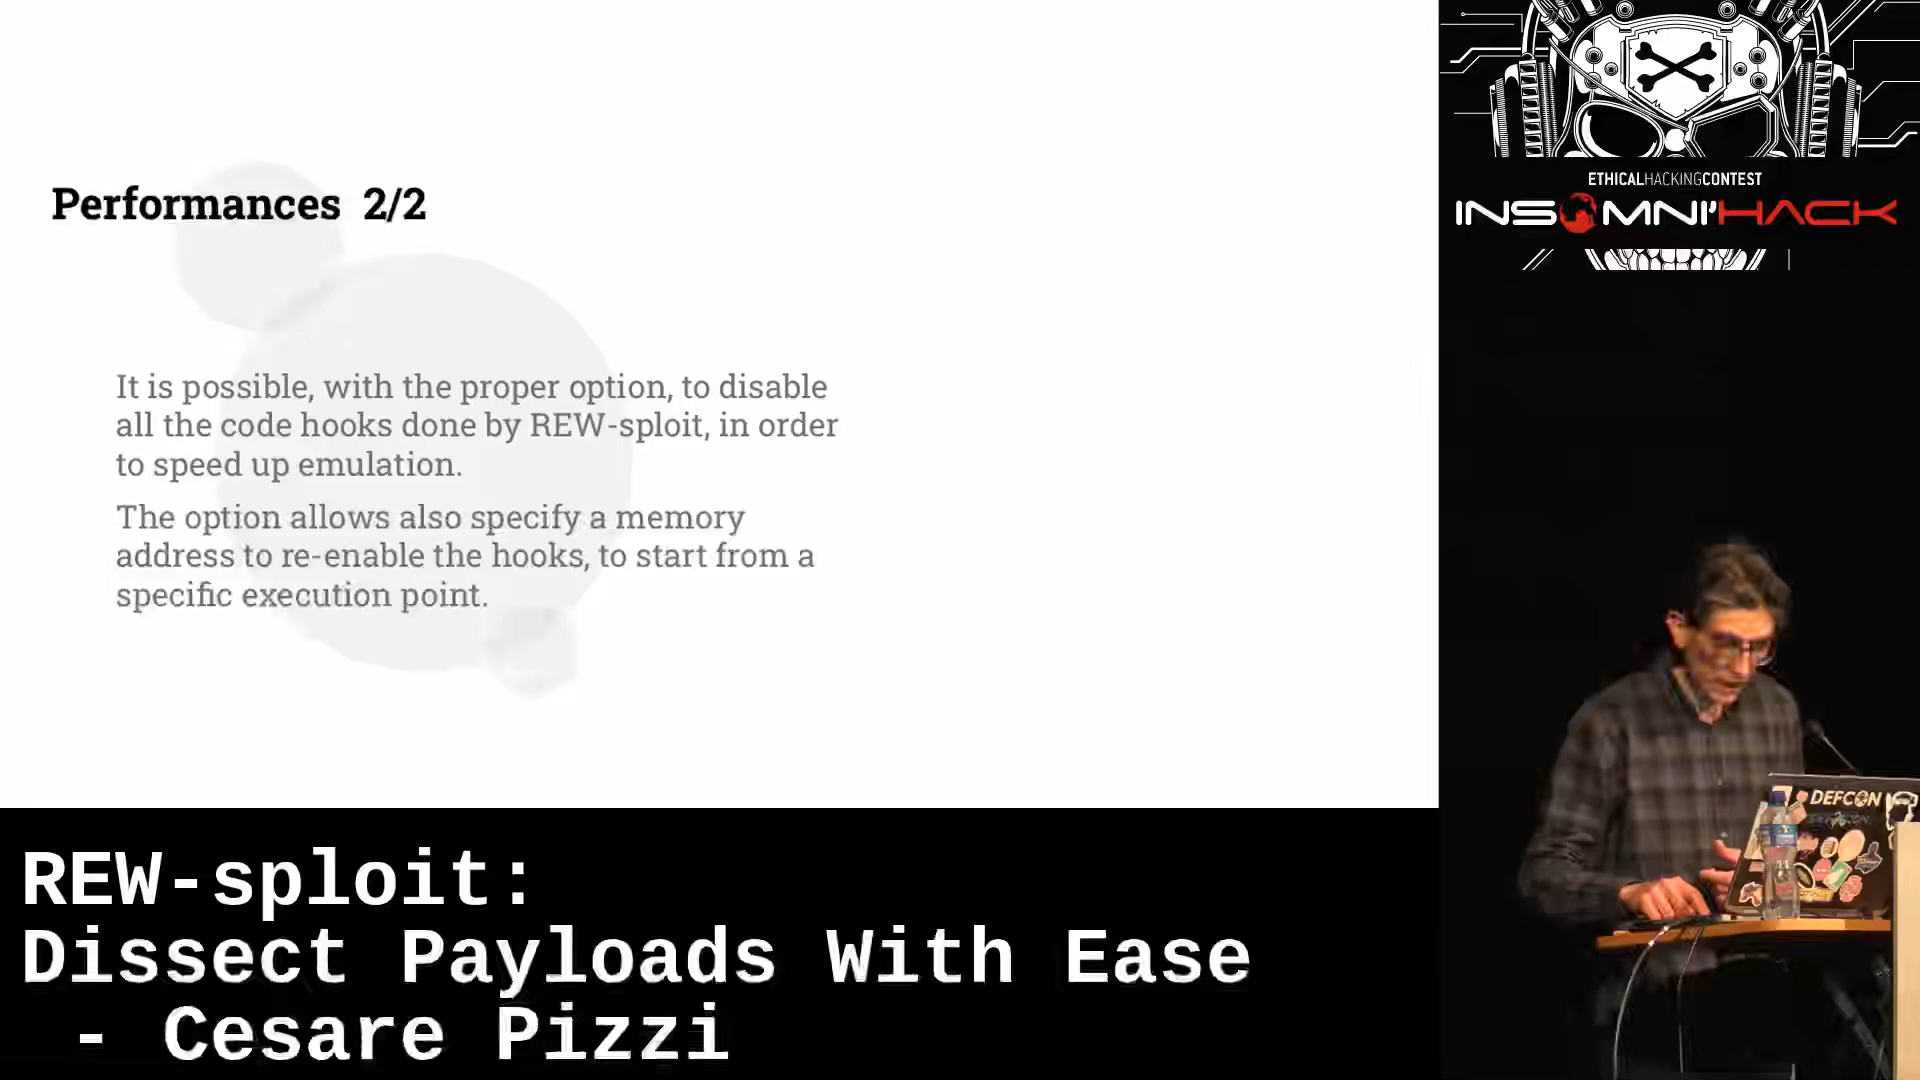 Performances 2/2
It is possible, with the proper option, to disable
all the code hooks done by REW-sploit, in order
to speed up emulation.
The option allows also specify a memory
address to re-enable the hooks, to start from a
specific execution point.
ETHICALHACKINGCONTEST
INSOMNI'HACK
DEFCON
REW-sploit:
Dissect Payloads With Ease
- Cesare Pizzi